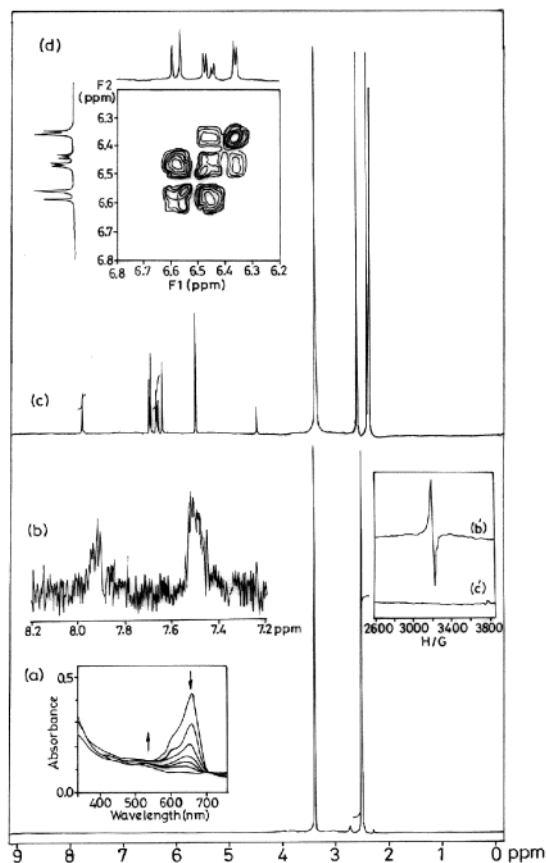 (d)
F2
(ppm)
6.3
6.4
6.5
6.6
6.7
6.8
6.8 6.7 6.6 6.5 6.4 6.3 6.2
F1 (ppm)
(c)
(b)
8.2 8.0 7.8 7.6 7.4 7.2 ppm
(b')
(c')
2600 3000 3400 3800
H/G
(a)
0.5
Absorbance
0.0
400 500 600 700
Wavelength(nm)
9 8 7 6 5 4 3 2 1 0 ppm